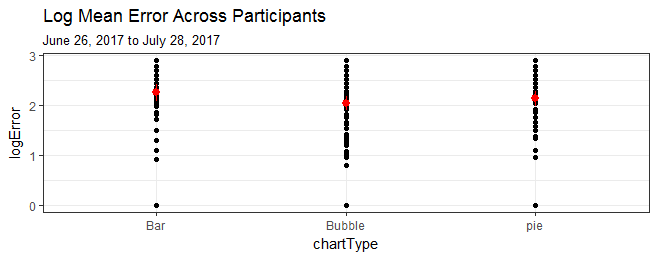 Log Mean Error Across Participants
June 26, 2017 to July 28, 2017
logError
3
2
1
0
Bar Bubble pie
chartType